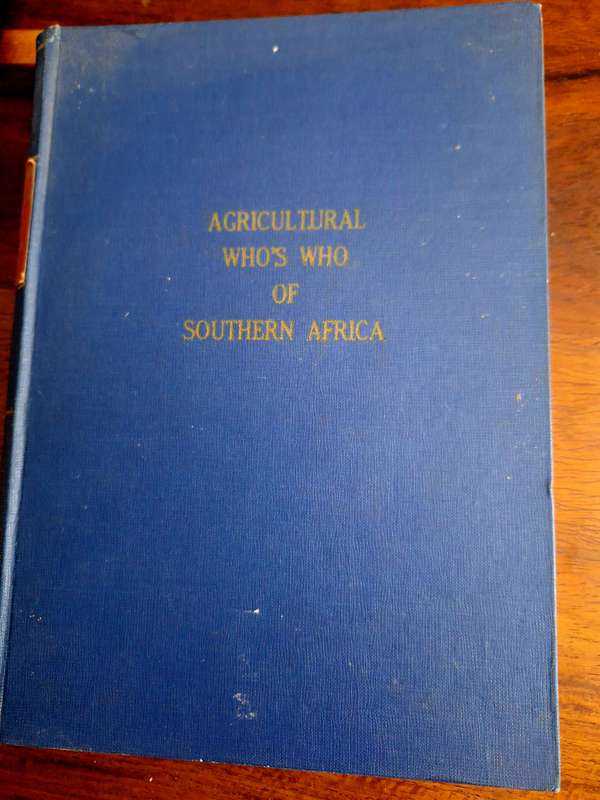 AGRICULTURAL
WHO'S WHO
OF
SOUTHERN AFRICA